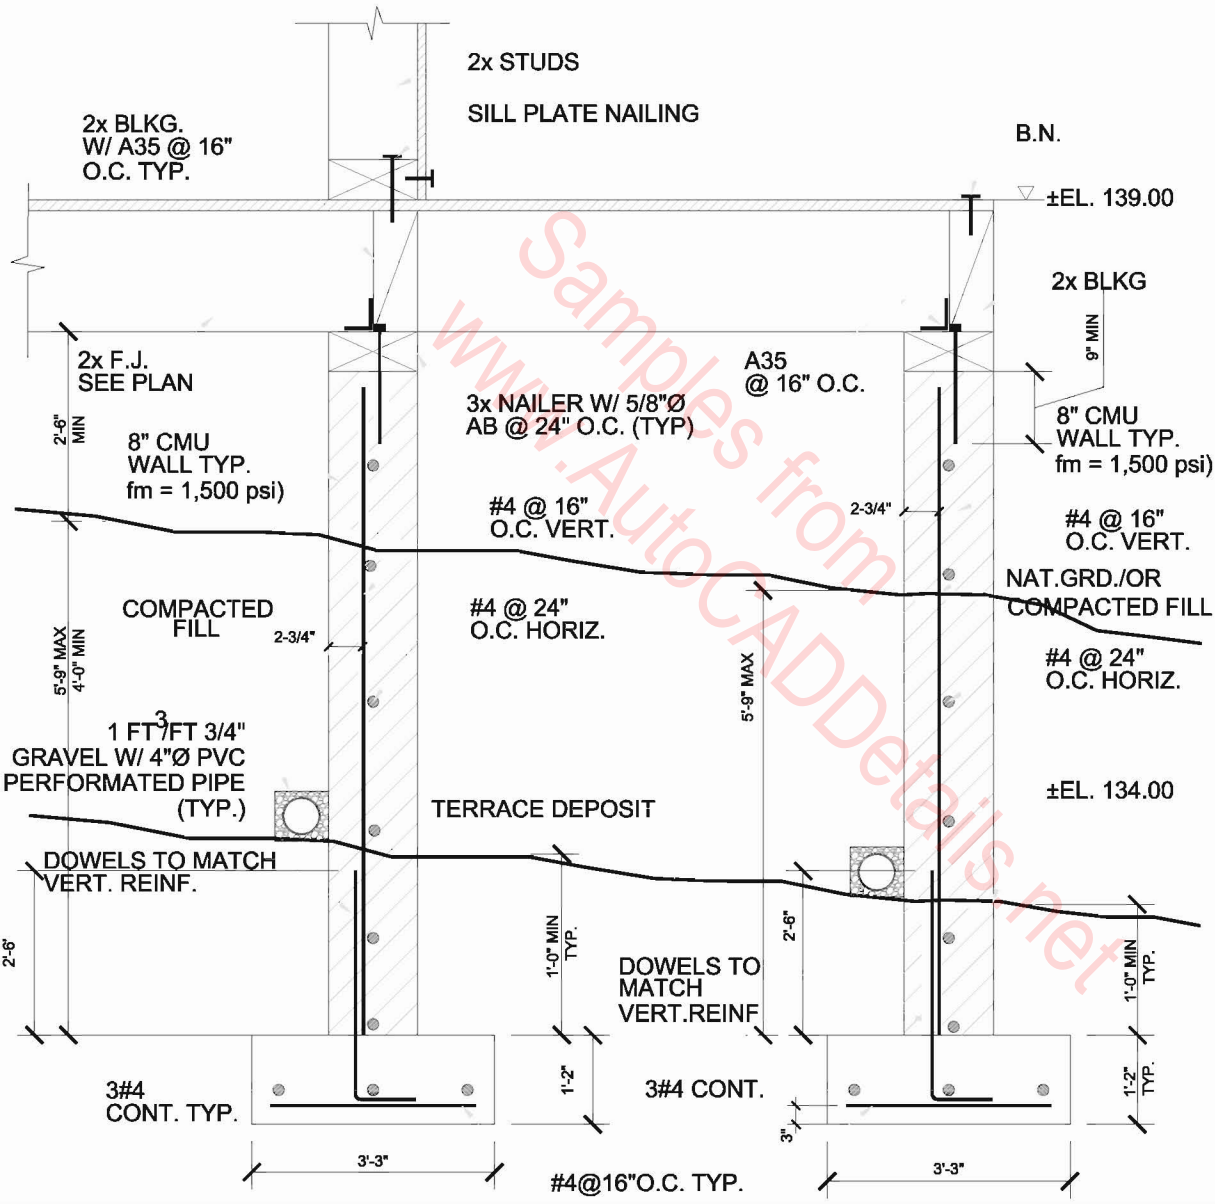 2x STUDS
SILL PLATE NAILING
2x BLKG.
W/ A35 @ 16"
O.C. TYP.
B.N.
±EL. 139.00
2x BLKG
9" MIN
2x F.J.
SEE PLAN
A35
@ 16" O.C.
2'-6"
MIN
3x NAILER W/ 5/8"Ø
AB @ 24" O.C. (TYP)
8" CMU
WALL TYP.
fm = 1,500 psi)
8" CMU
WALL TYP.
fm = 1,500 psi)
#4 @ 16"
O.C. VERT.
2-3/4"
#4 @ 16"
O.C. VERT.
NAT.GRD./OR
COMPACTED FILL
COMPACTED
FILL
2-3/4"
#4 @ 24"
O.C. HORIZ.
#4 @ 24"
O.C. HORIZ.
5'-9" MAX
4'-0" MIN
5'-9" MAX
3
1 FT /FT 3/4"
GRAVEL W/ 4"Ø PVC
PERFORMATED PIPE
(TYP.)
TERRACE DEPOSIT
±EL. 134.00
DOWELS TO MATCH
VERT. REINF.
2'-6'
1'-0" MIN
TYP.
2'-6"
DOWELS TO
MATCH
VERT.REINF
1'-0" MIN
TYP.
3#4
CONT. TYP.
1'-2"
3#4 CONT.
3"
1'-2"
TYP.
3'-3"
#4@16"O.C. TYP.
3'-3"
Samples from
www.AutoCADDetails.net